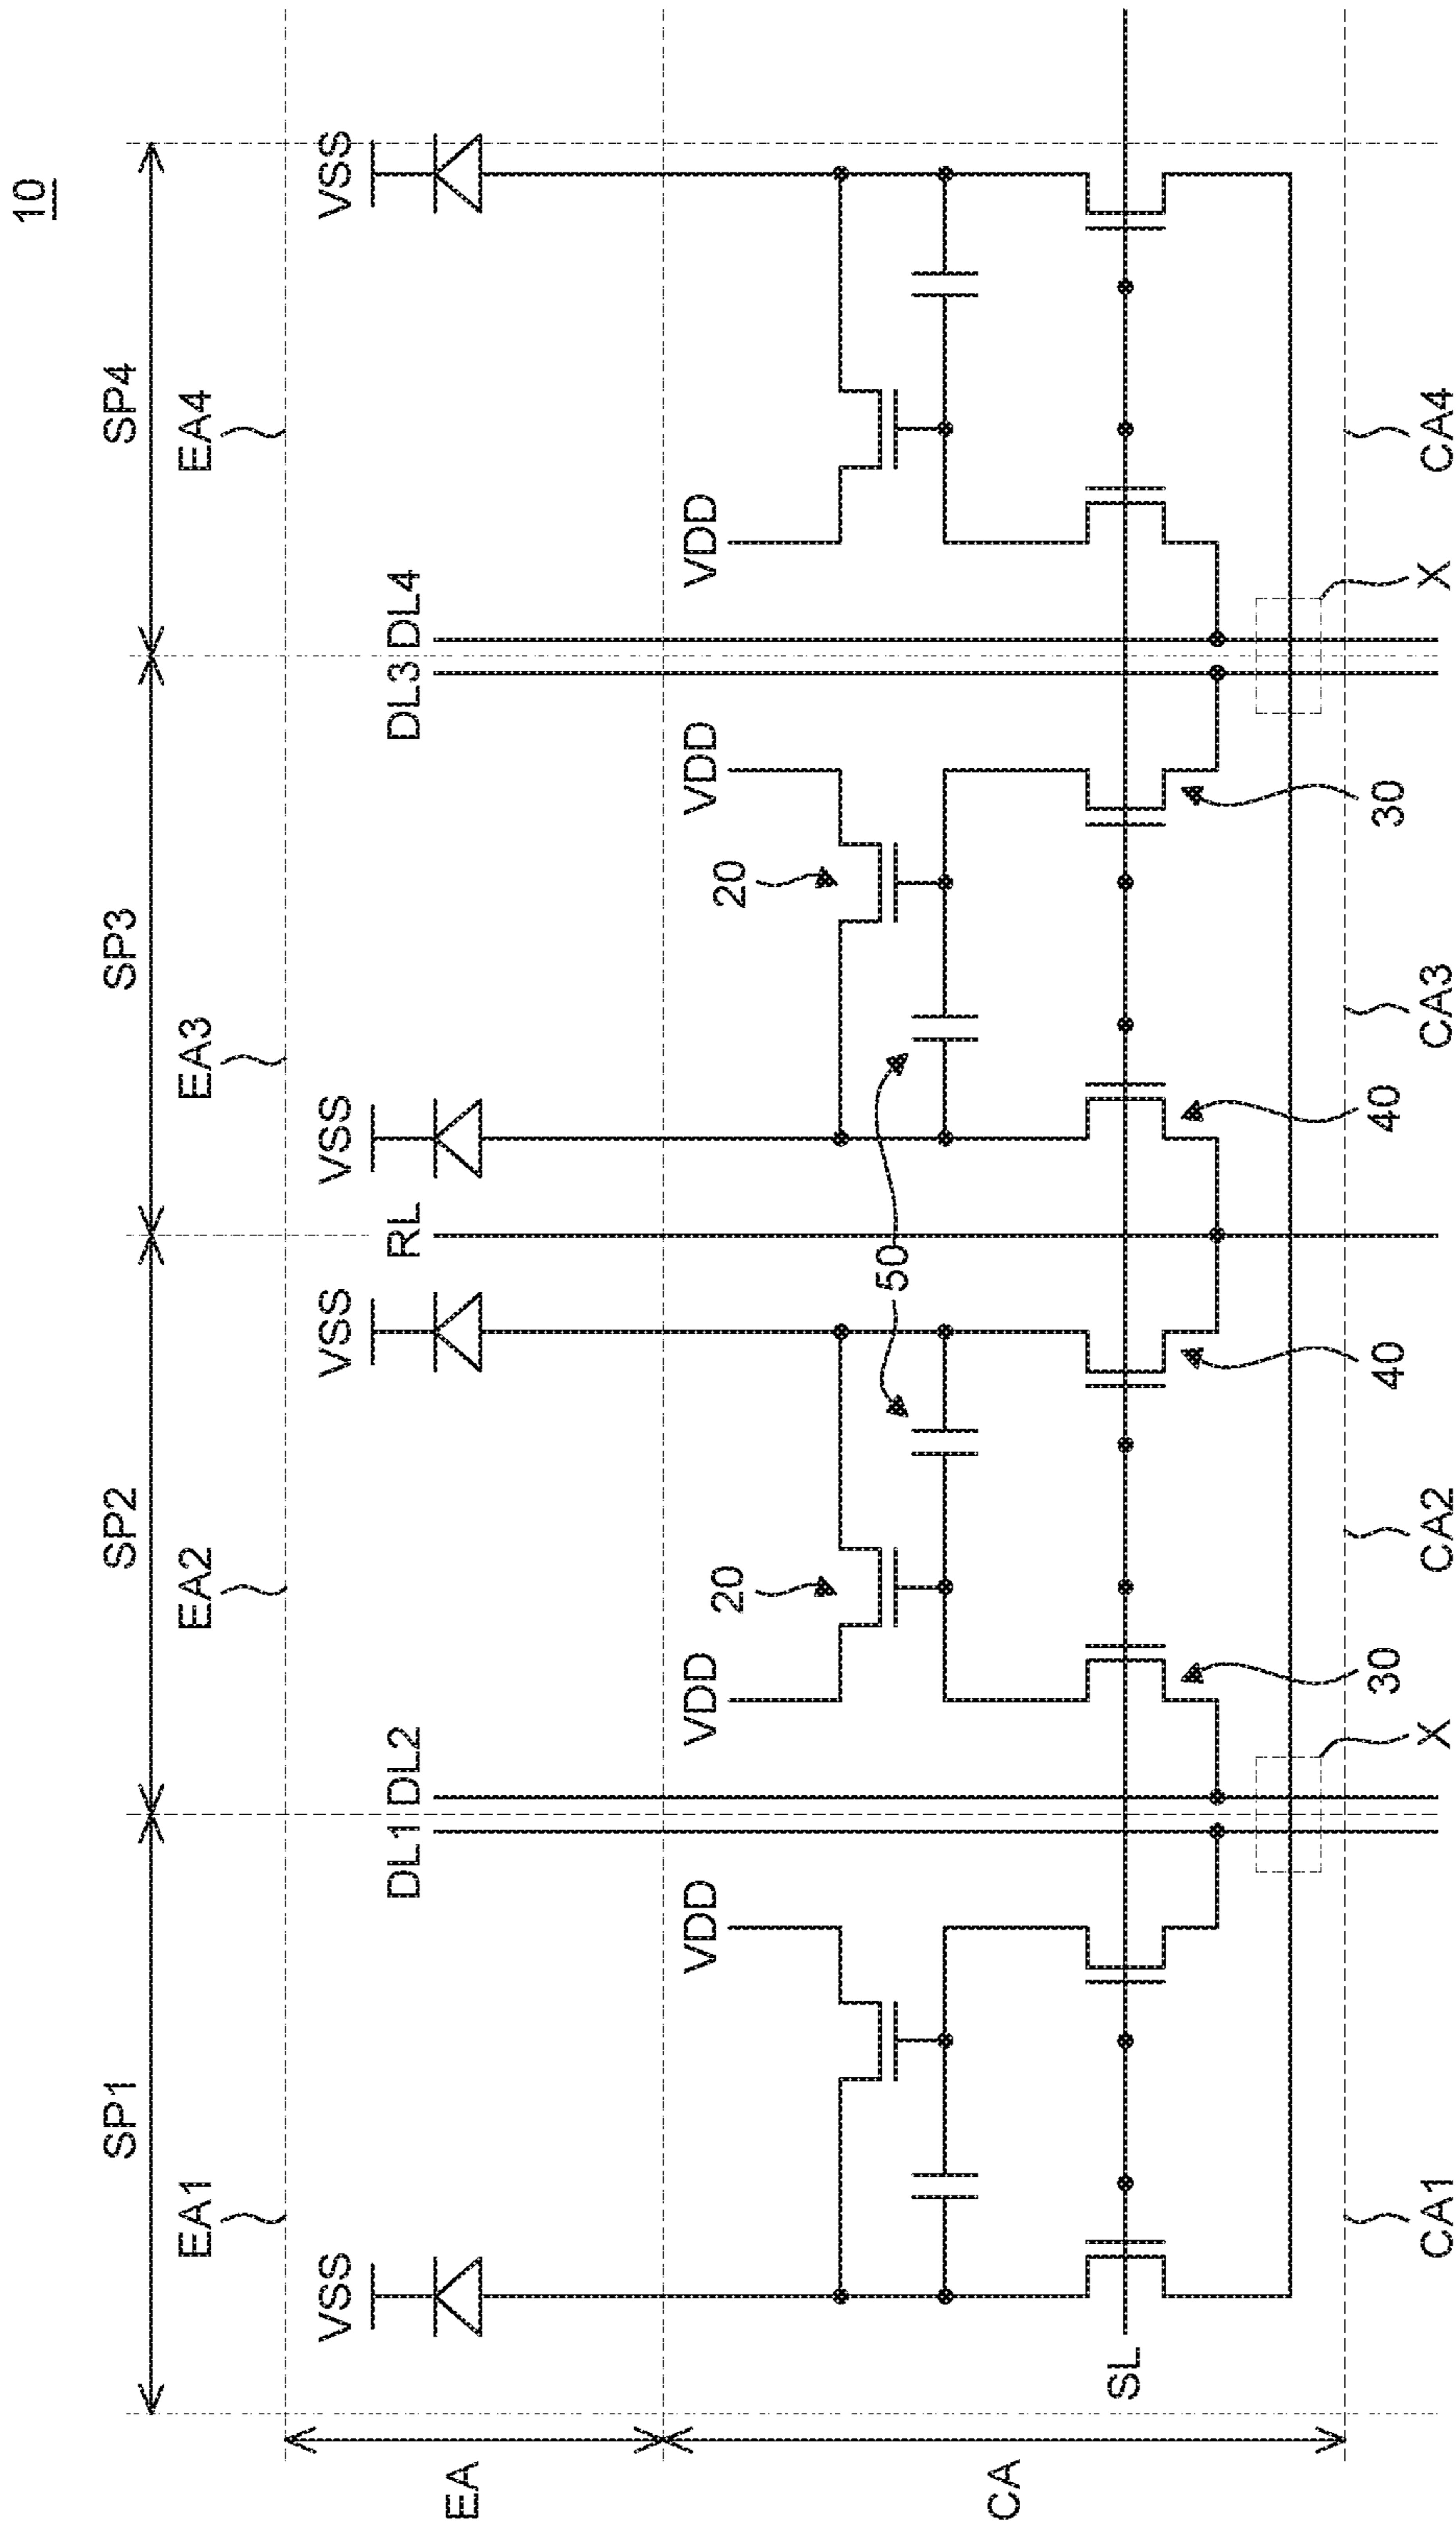 10
SP1 SP2 SP3 SP4
EA1 EA2 EA3 EA4
VSS VSS VSS VSS
DL1 DL2 RL DL3 DL4
EA
VDD VDD VDD VDD
20 20
50
CA
SL
30 40 40 30
X X
CA1 CA2 CA3 CA4